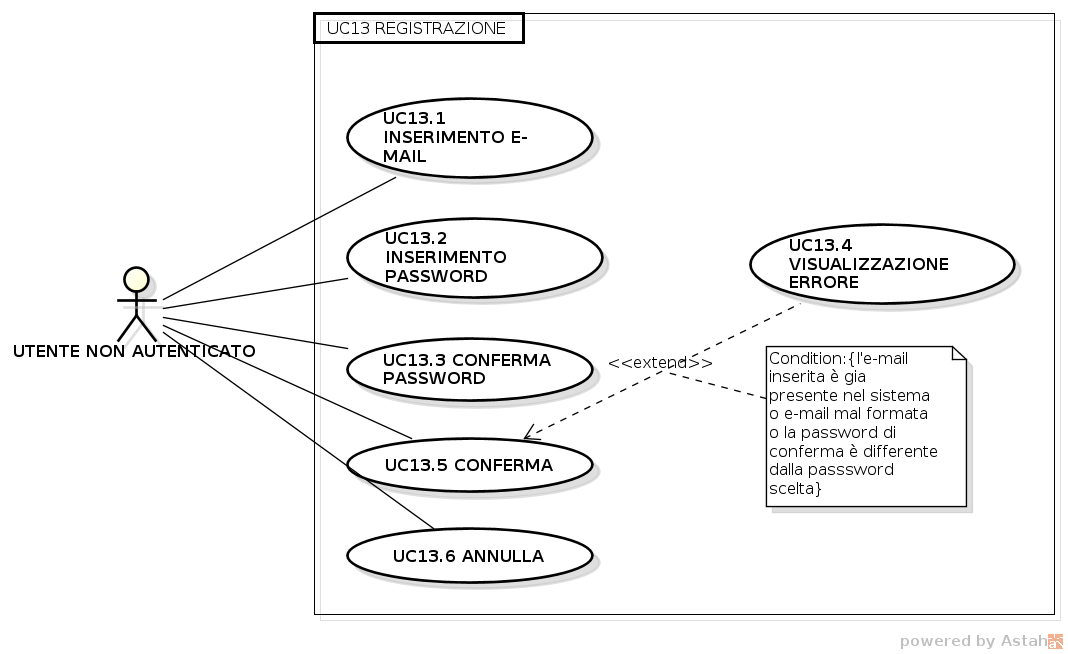 UC13 REGISTRAZIONE
UC13.1
INSERIMENTO E-
MAIL
UC13.2
INSERIMENTO
PASSWORD
UC13.4
VISUALIZZAZIONE
ERRORE
UTENTE NON AUTENTICATO
UC13.3 CONFERMA
PASSWORD
<<extend>>
Condition:{l'e-mail
inserita è gia
presente nel sistema
o e-mail mal formata
o la password di
conferma è differente
dalla passsword
scelta}
UC13.5 CONFERMA
UC13.6 ANNULLA
powered by Astah